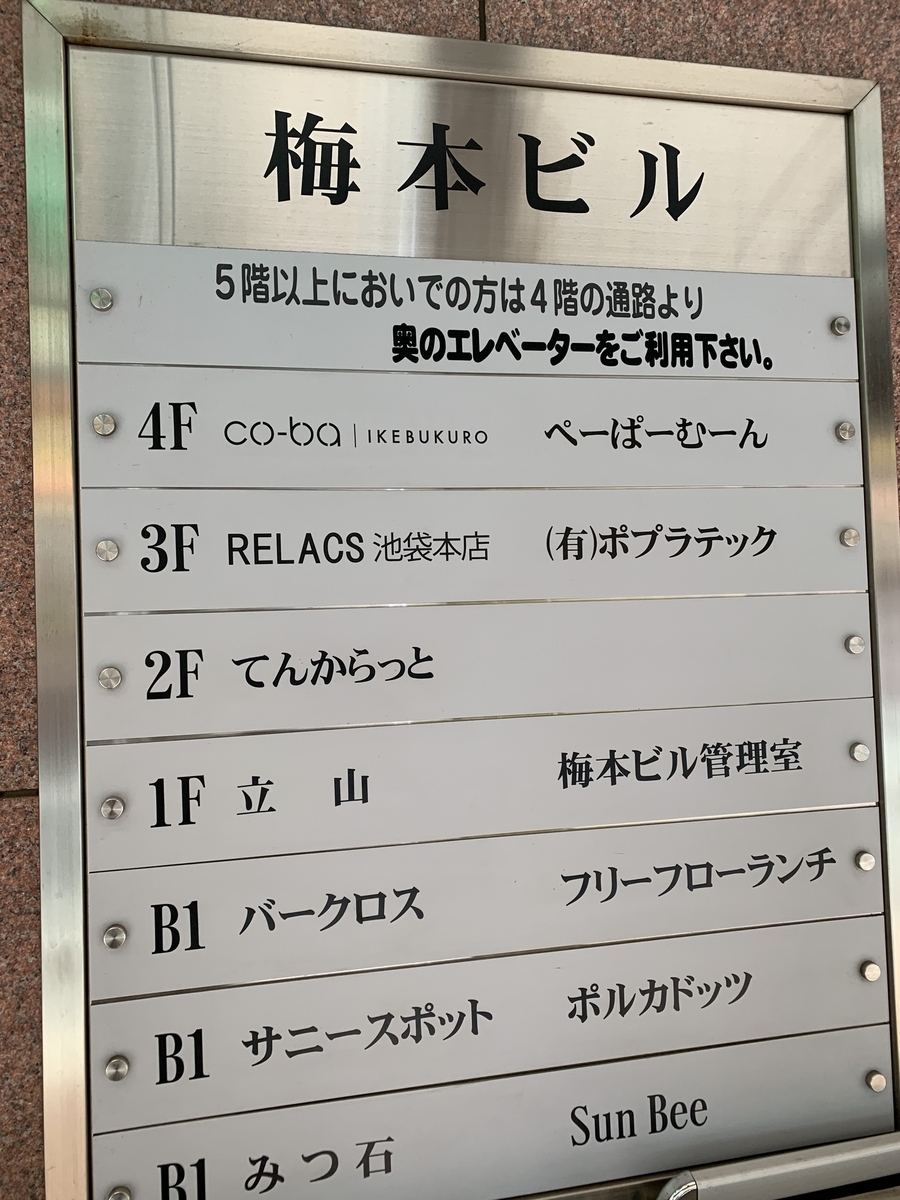 梅本ビル
5階以上においでの方は4階の通路より
奥のエレベーターをご利用下さい。
4F co-ba | IKEBUKURO ぺーぱーむーん
3F RELACS 池袋本店 (有)ポプラテック
2F てんからっと
1F 立 山 梅本ビル管理室
B1 バークロス フリーフローランチ
B1 サニースポット ポルカドッツ
B1 みつ石 Sun Bee